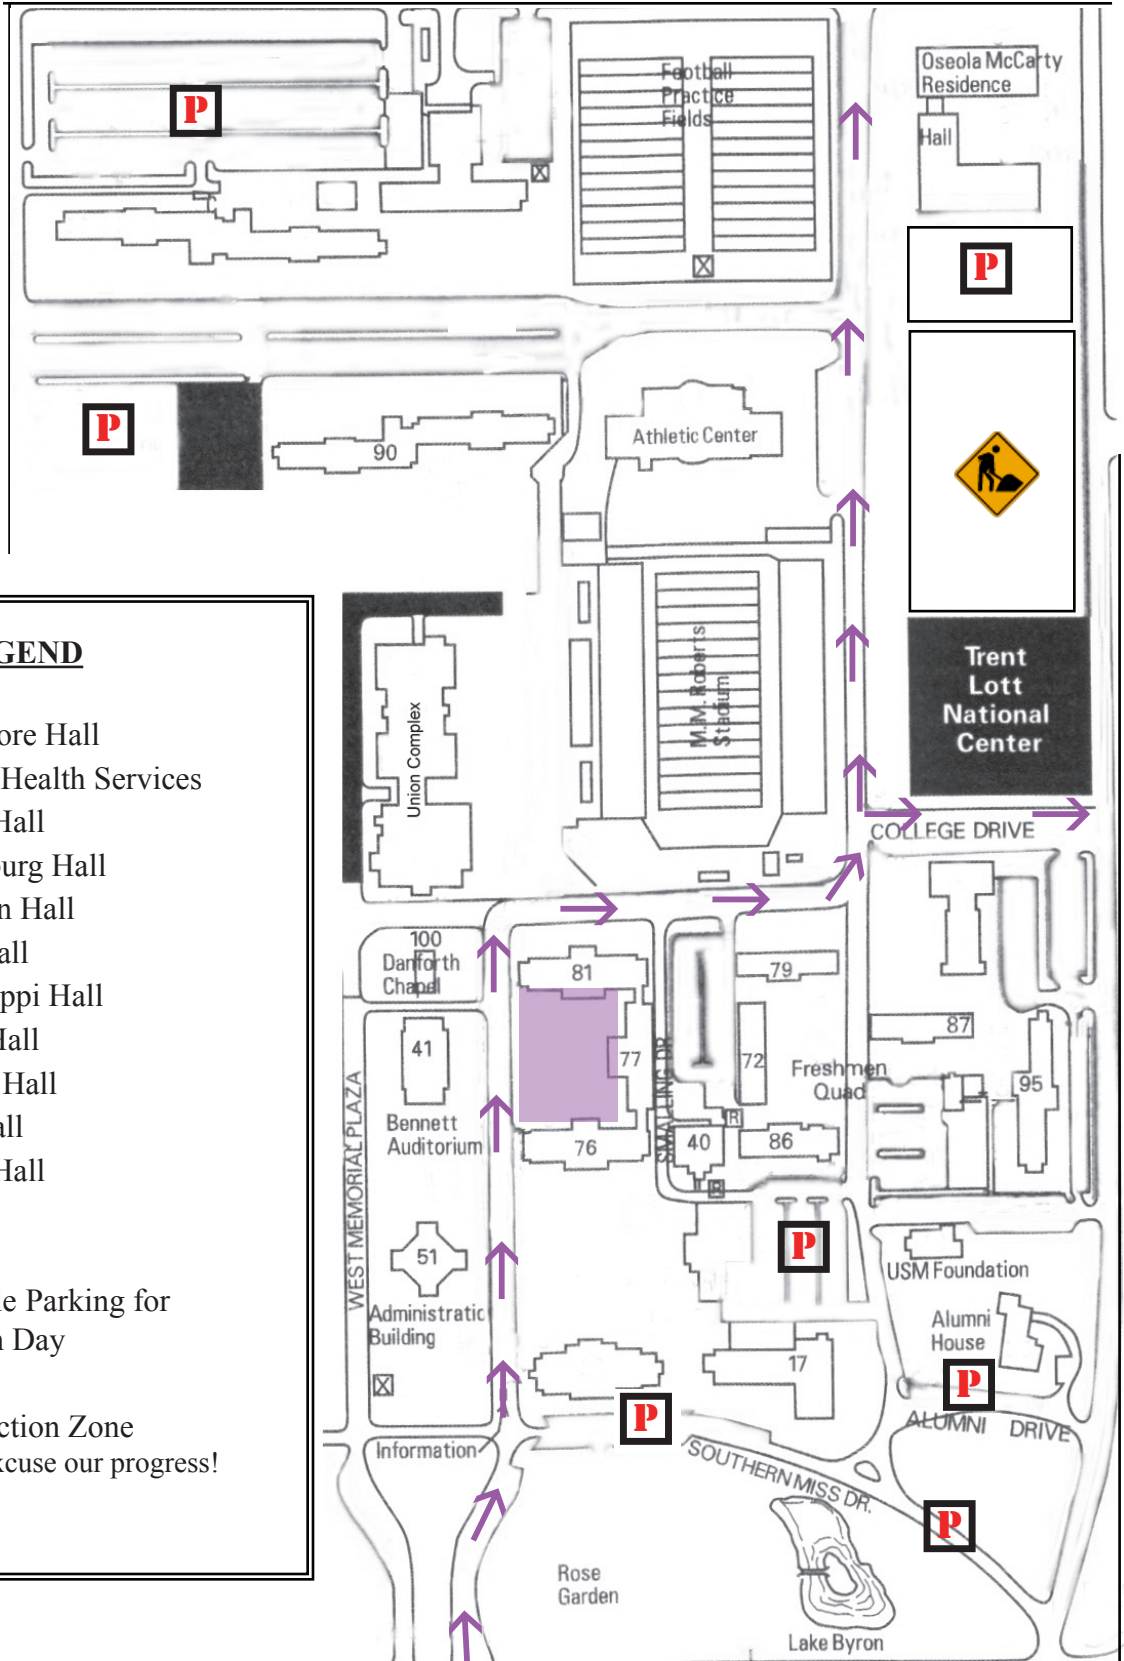 Football
Practice
Fields
Oseola McCarty
Residence
Hall
P
P
P
Athletic Center
90
GEND
ore Hall
Health Services
Hall
burg Hall
n Hall
all
ppi Hall
Hall
Hall
all
Hall
le Parking for
n Day
ction Zone
xcuse our progress!
Union Complex
M.M. Roberts
Stadium
Trent
Lott
National
Center
COLLEGE DRIVE
100
Danforth
Chapel
81
79
41
77
72
87
95
Freshmen
Quad
SMALLING DR.
R
Bennett
Auditorium
76
40
86
R
WEST MEMORIAL PLAZA
51
Administratic
Building
P
USM Foundation
Alumni
House
17
P
P
ALUMNI DRIVE
Information
SOUTHERN MISS DR.
P
Rose
Garden
Lake Byron